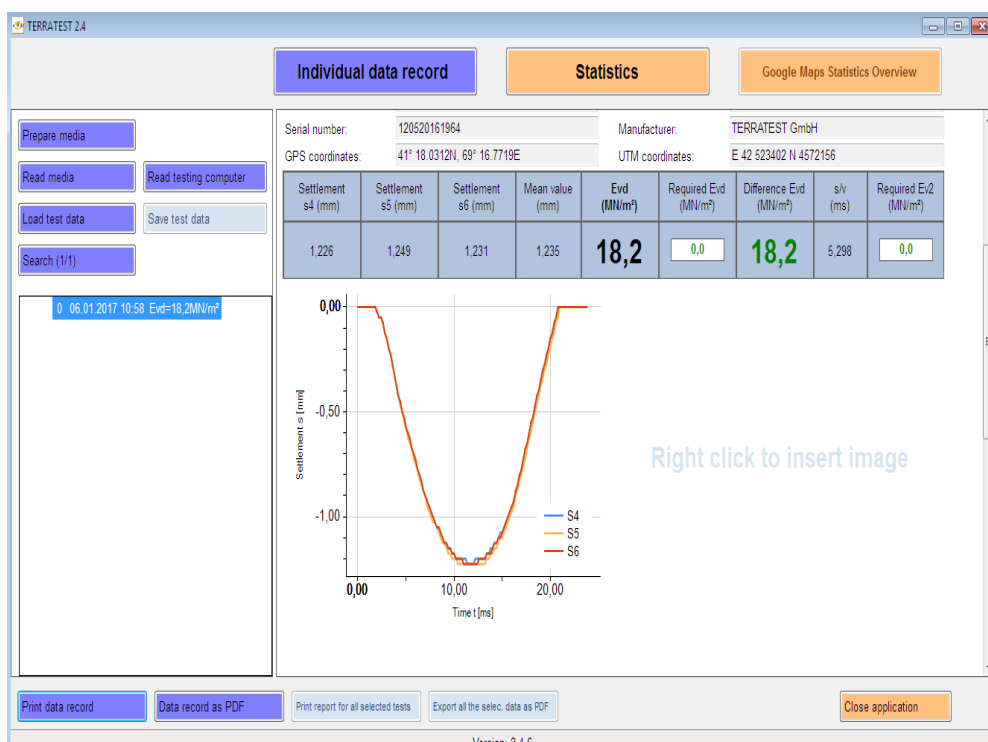 TERRATEST 2.4
Individual data record
Statistics
Google Maps Statistics Overview
Prepare media
Read media
Read testing computer
Load test data
Save test data
Search (1/1)
0 06.01.2017 10:58 Evd=18,2MN/m²
Serial number: 120520161964 Manufacturer: TERRATEST GmbH
GPS coordinates: 41° 18.0312N, 69° 16.7719E UTM coordinates: E 42 523402 N 4572156
Settlement Settlement Settlement Mean value Evd Required Evd Difference Evd s/v Required Ev2
s4 (mm) s5 (mm) s6 (mm) (mm) (MN/m²) (MN/m²) (MN/m²) (ms) (MN/m²)
1,226 1,249 1,231 1,235 18,2 0,0 18,2 5,298 0,0
0,00
-0,50
-1,00
Settlement s [mm]
S4
S5
S6
0,00 10,00 20,00
Time t [ms]
Right click to insert image
Print data record
Data record as PDF
Print report for all selected tests
Export all the selec. data as PDF
Close application
Version: 2.4.6